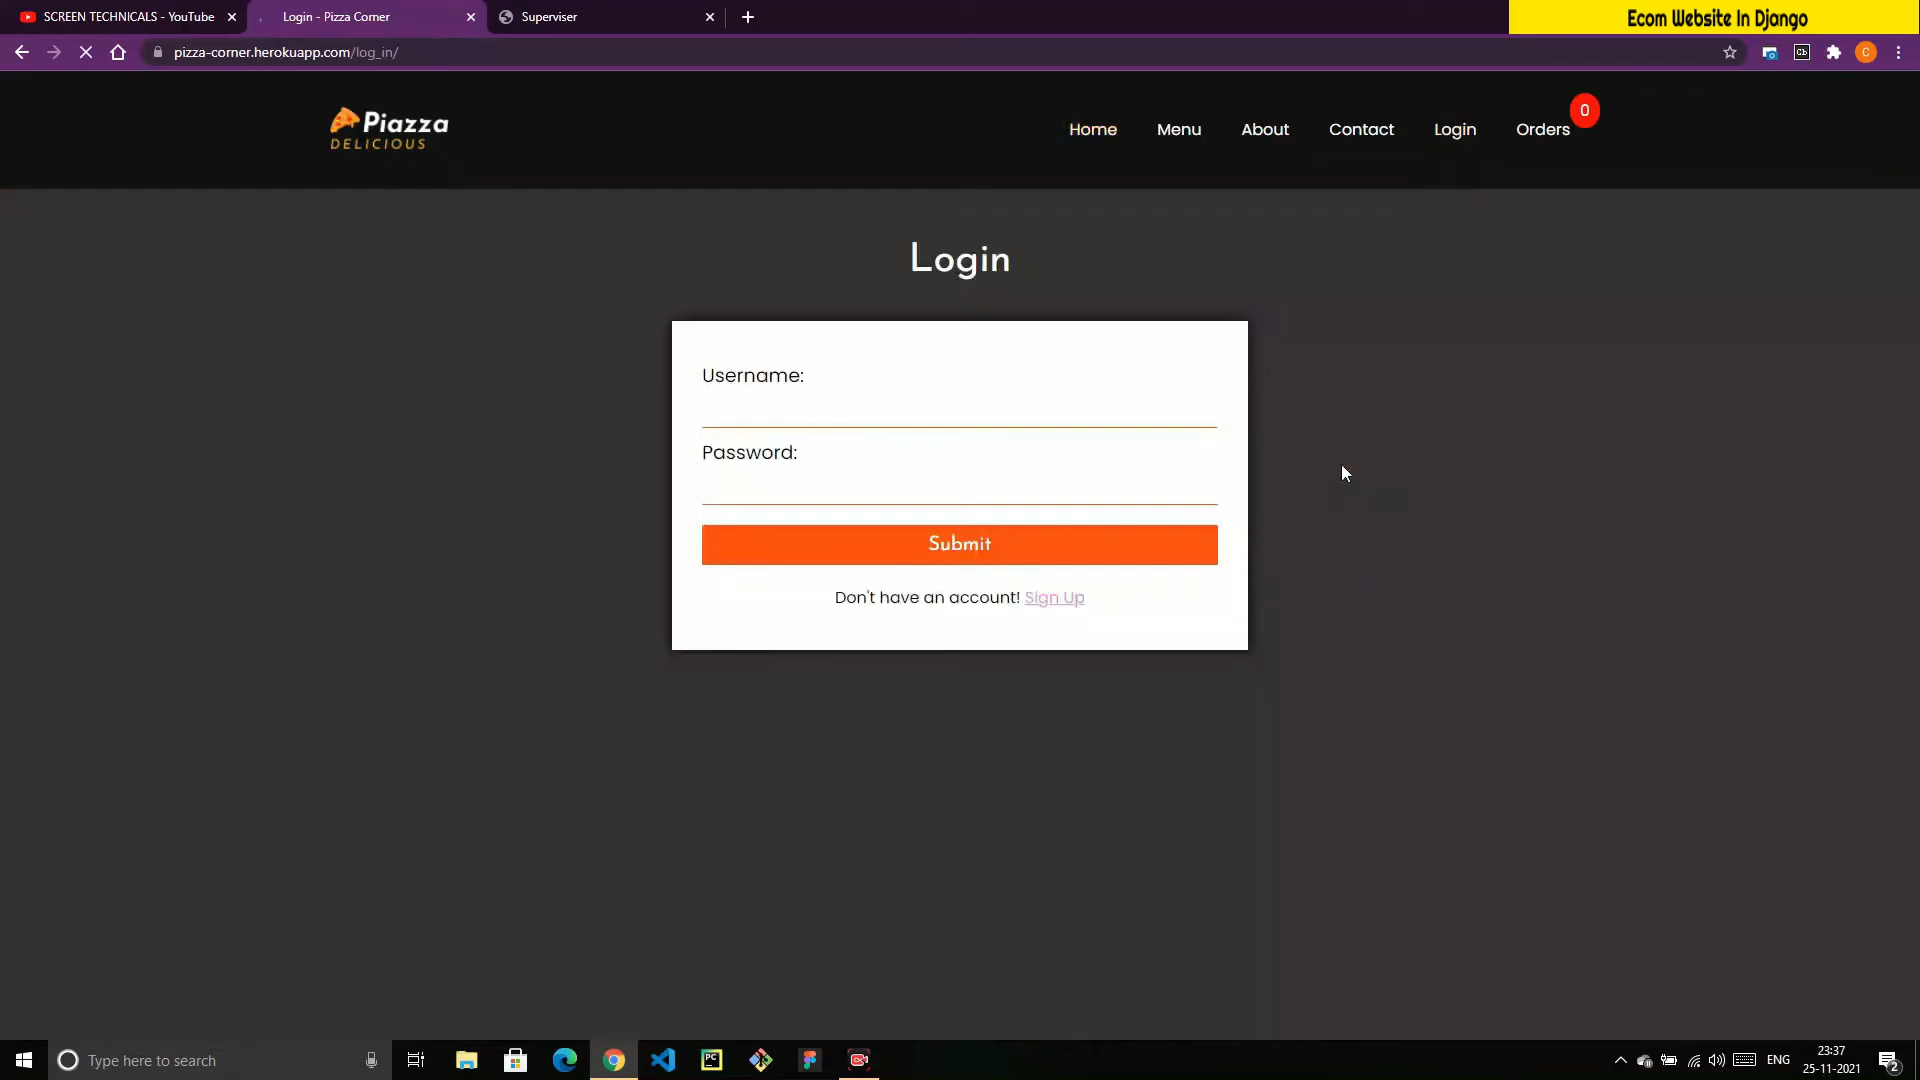 SCREEN TECHNICALS - YouTube
Login - Pizza Corner
Superviser
Ecom Website In Django
pizza-corner.herokuapp.com/log_in/
Cb
C
Piazza
DELICIOUS
Home
Menu
About
Contact
Login
Orders
0
Login
Username:
Password:
Submit
Don't have an account! Sign Up
Type here to search
PC
ENG
23:37
25-11-2021
2